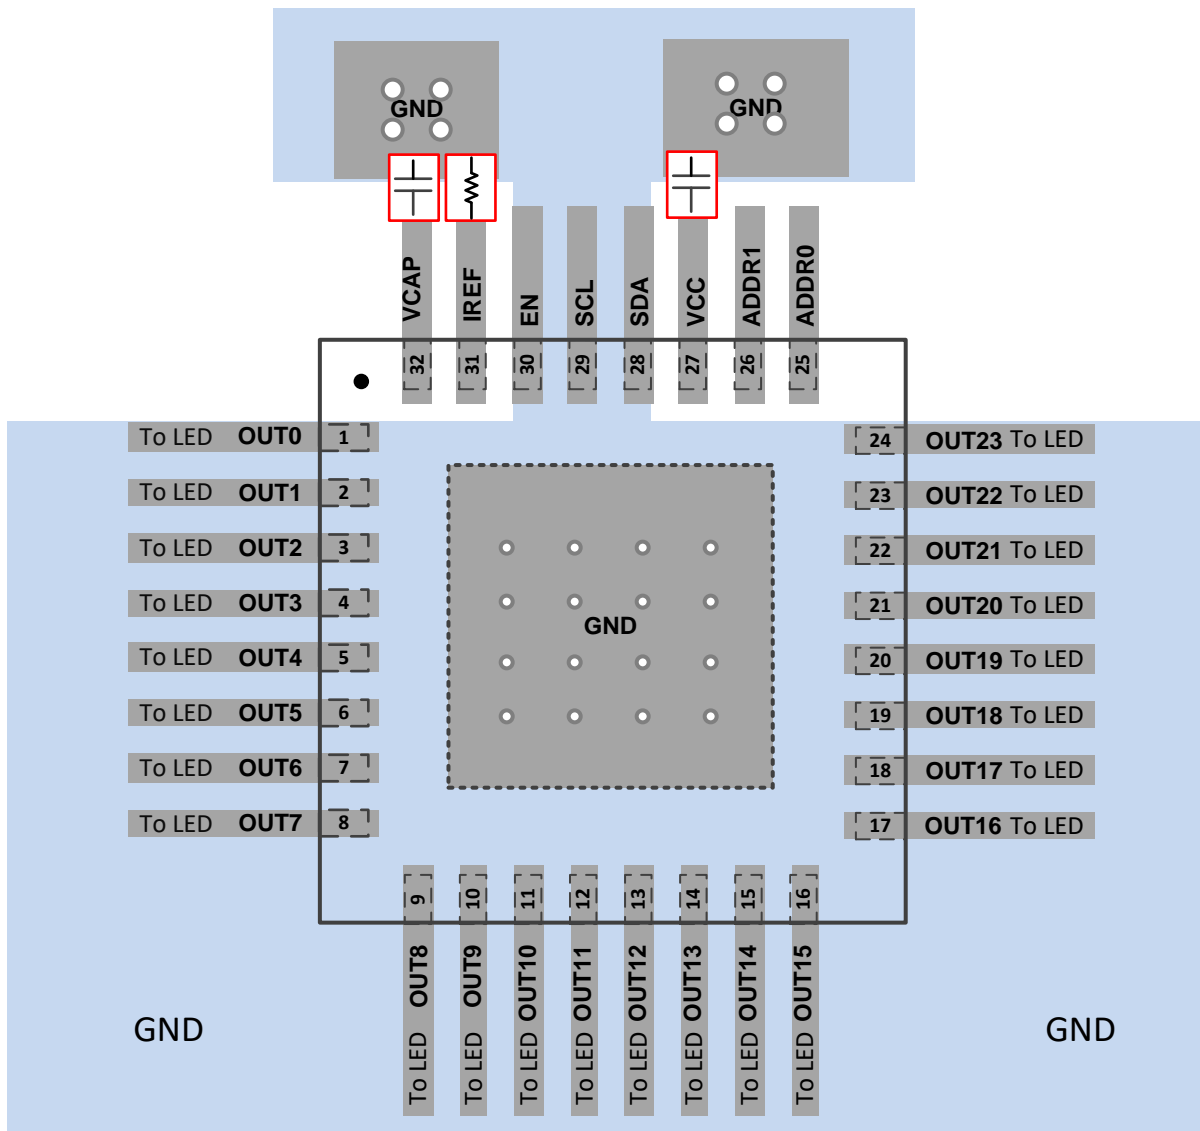 GND
GND
VCAP
IREF
EN
SCL
SDA
VCC
ADDR1
ADDR0
32
31
30
29
28
27
26
25
To LED OUT0 1
24 OUT23 To LED
To LED OUT1 2
23 OUT22 To LED
To LED OUT2 3
22 OUT21 To LED
To LED OUT3 4
21 OUT20 To LED
GND
To LED OUT4 5
20 OUT19 To LED
To LED OUT5 6
19 OUT18 To LED
To LED OUT6 7
18 OUT17 To LED
To LED OUT7 8
17 OUT16 To LED
To LED OUT8 9
To LED OUT9 10
To LED OUT10 11
To LED OUT11 12
To LED OUT12 13
To LED OUT13 14
To LED OUT14 15
To LED OUT15 16
GND
GND